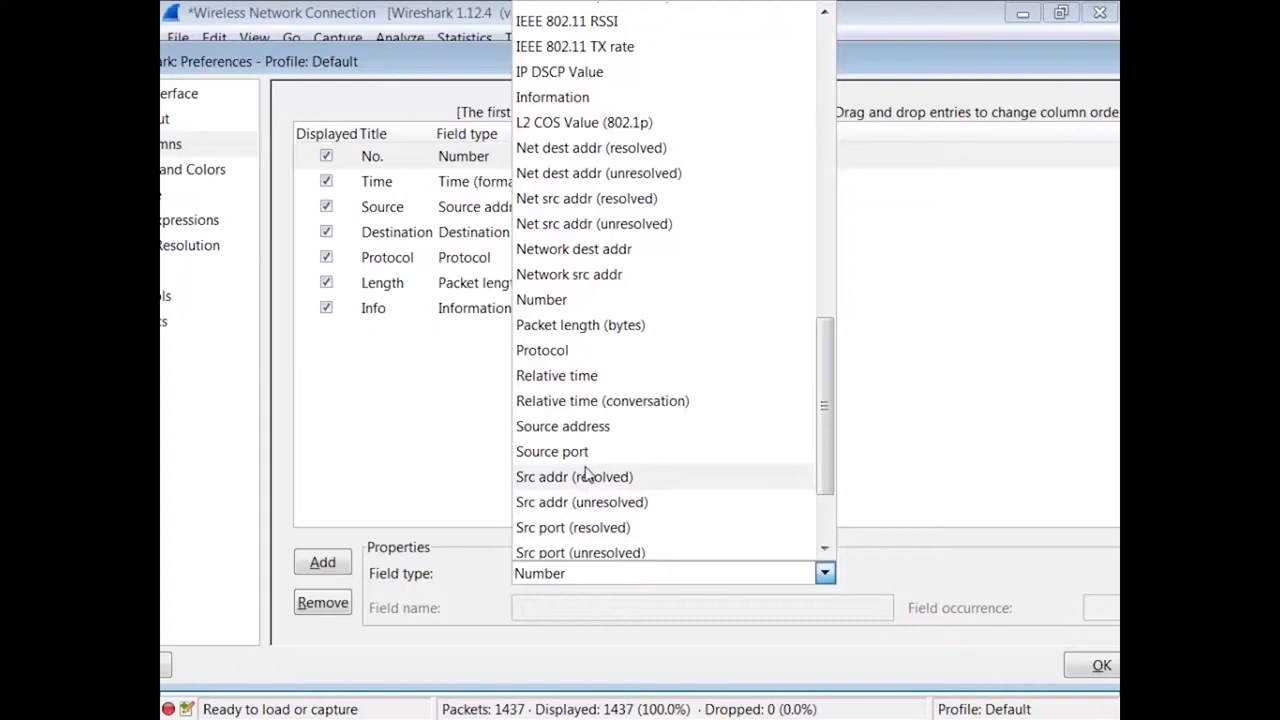 *Wireless Network Connection [Wireshark 1.12.4 (v
File Edit View Go Capture Analyze Statistics T
ark: Preferences - Profile: Default
erface
ut
mns
and Colors
e
xpressions
Resolution
ols
s
[The first
Drag and drop entries to change column orde
Displayed Title Field type
No. Number
Time Time (forma
Source Source addr
Destination Destination
Protocol Protocol
Length Packet leng
Info Information
IEEE 802.11 RSSI
IEEE 802.11 TX rate
IP DSCP Value
Information
L2 COS Value (802.1p)
Net dest addr (resolved)
Net dest addr (unresolved)
Net src addr (resolved)
Net src addr (unresolved)
Network dest addr
Network src addr
Number
Packet length (bytes)
Protocol
Relative time
Relative time (conversation)
Source address
Source port
Src addr (resolved)
Src addr (unresolved)
Src port (resolved)
Src port (unresolved)
Add
Remove
Properties
Field type: Number
Field name:
Field occurrence:
OK
Ready to load or capture
Packets: 1437 · Displayed: 1437 (100.0%) · Dropped: 0 (0.0%)
Profile: Default